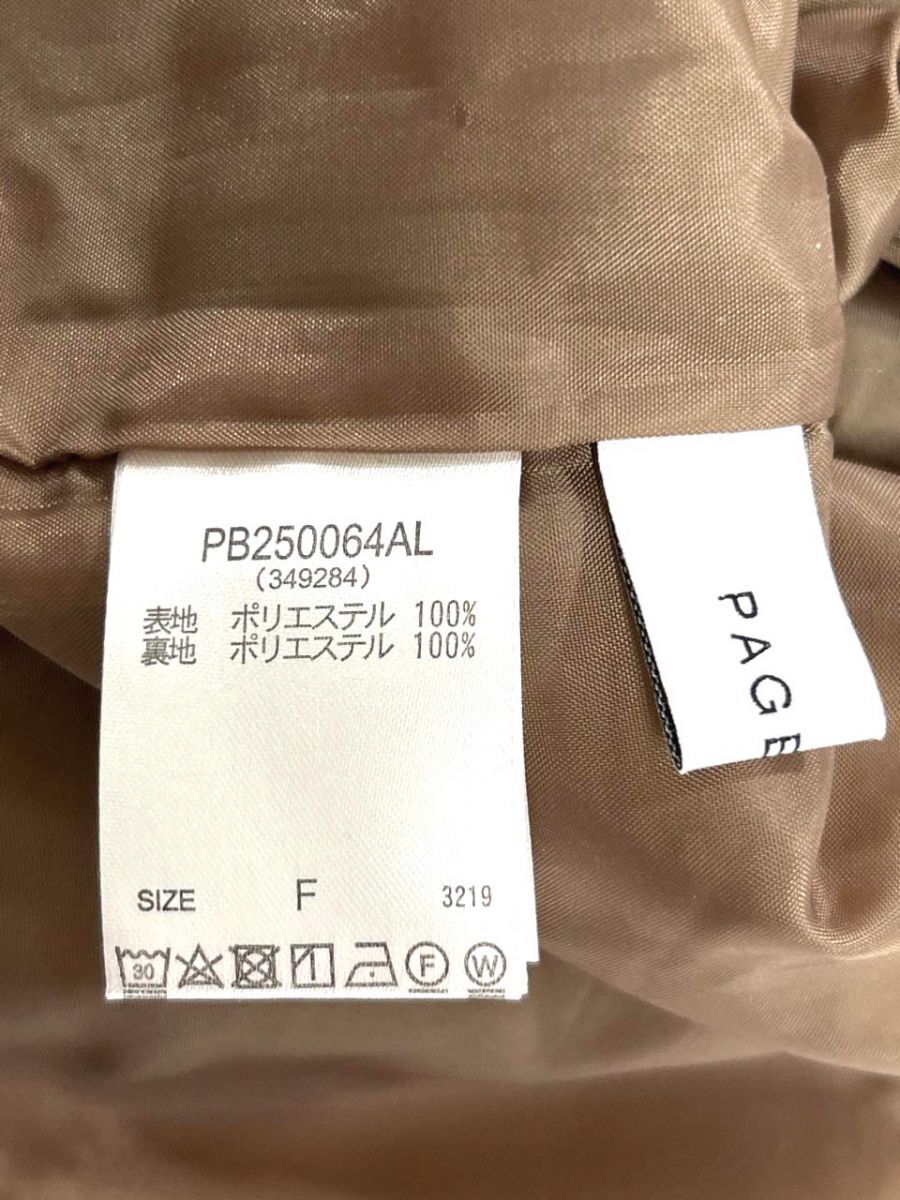 PB250064AL
(349284)
表地 ポリエステル 100%
裏地 ポリエステル 100%
SIZE F 3219
30 F W
PAGE